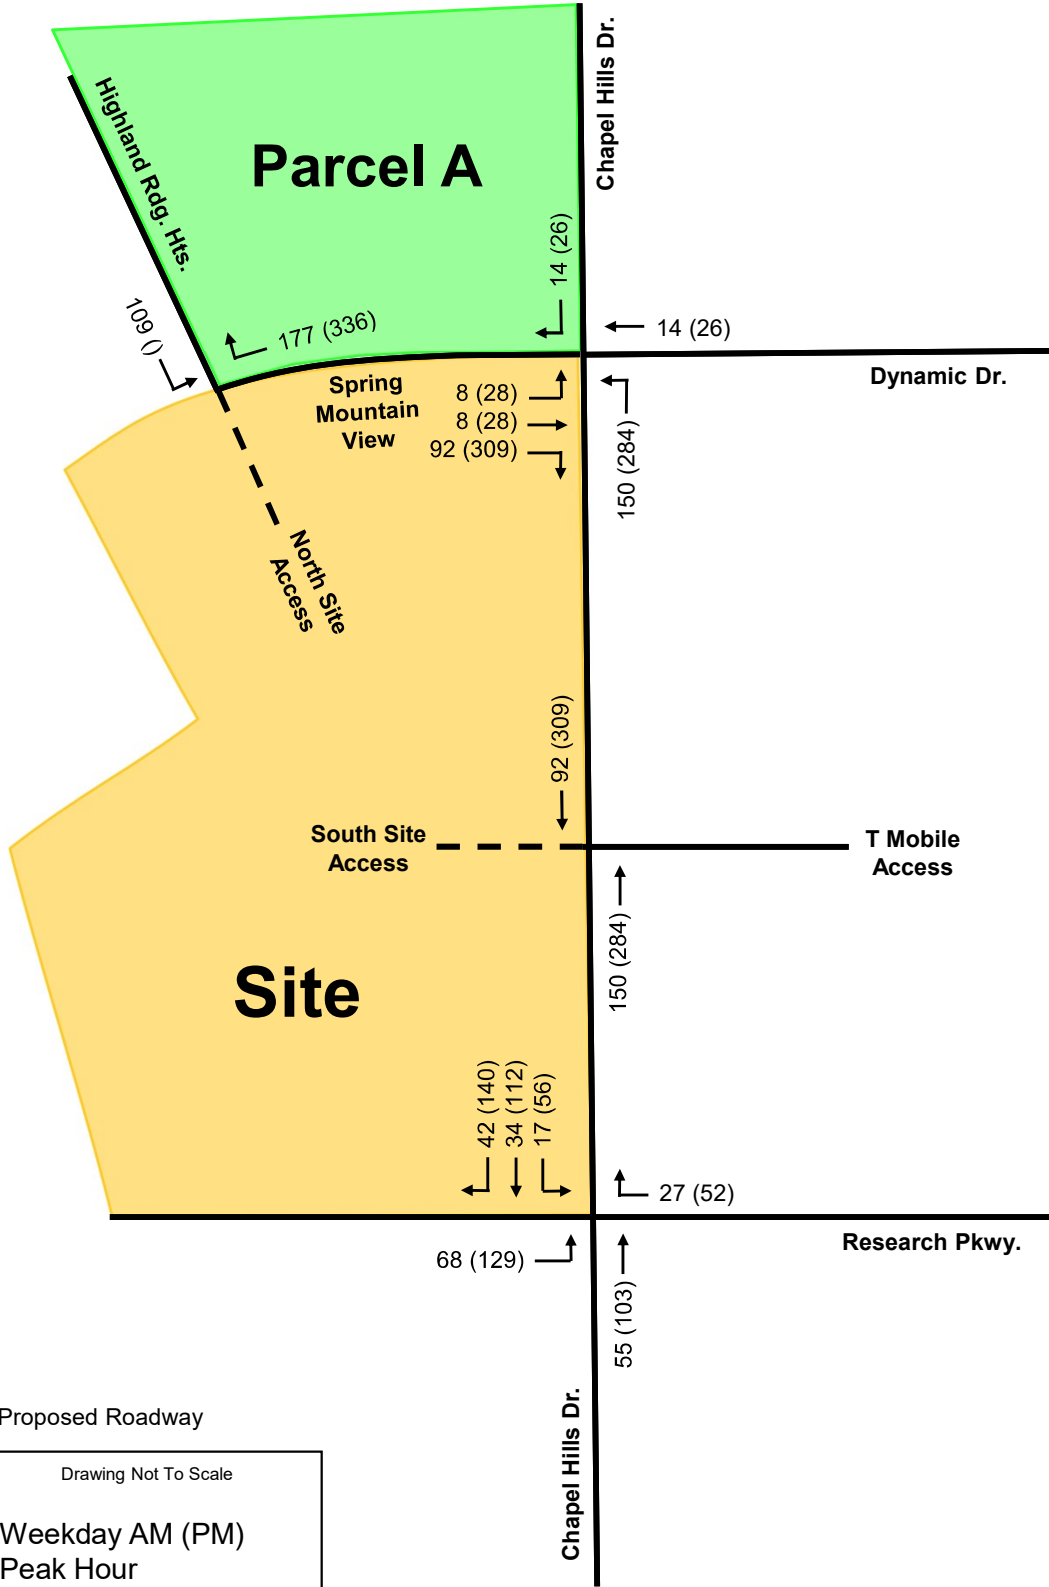 Chapel Hills Dr.
Highland Rdg. Hts.
Parcel A
14 (26)
109 ()
177 (336)
14 (26)
Dynamic Dr.
Spring
Mountain
View
8 (28)
8 (28)
92 (309)
150 (284)
North Site
Access
92 (309)
South Site
Access
T Mobile
Access
150 (284)
Site
42 (140)
34 (112)
17 (56)
27 (52)
Research Pkwy.
68 (129)
55 (103)
Chapel Hills Dr.
Proposed Roadway
Drawing Not To Scale
Weekday AM (PM)
Peak Hour